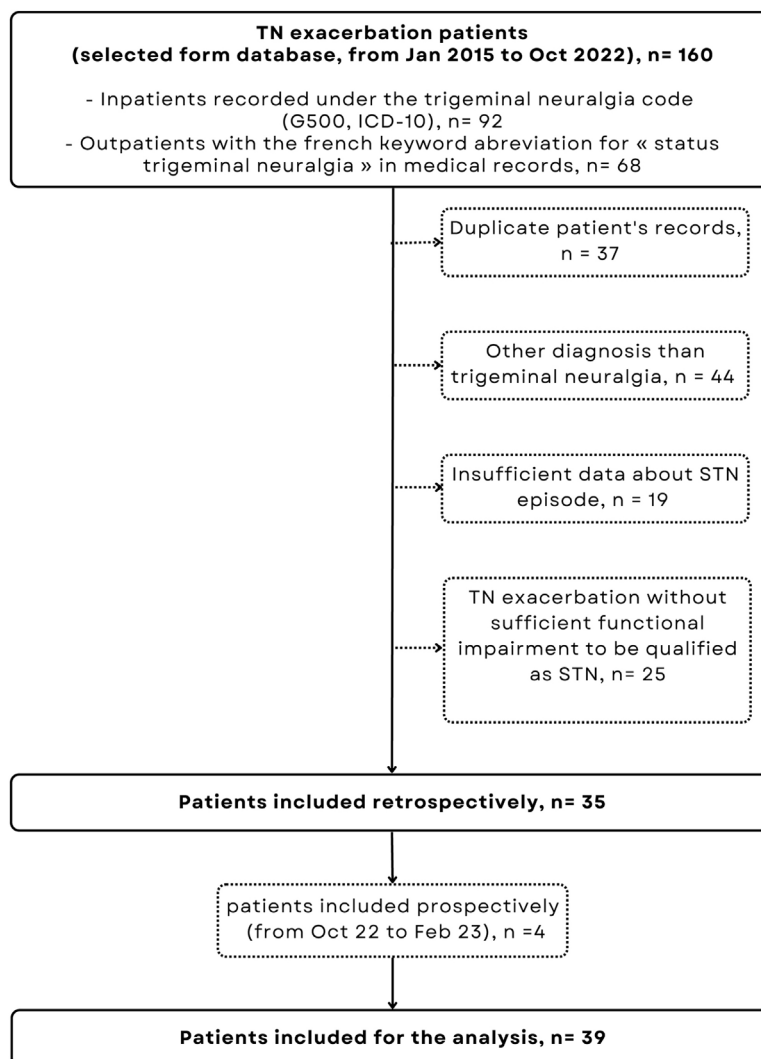 TN exacerbation patients
(selected form database, from Jan 2015 to Oct 2022), n= 160
- Inpatients recorded under the trigeminal neuralgia code
(G500, ICD-10), n= 92
- Outpatients with the french keyword abreviation for « status
trigeminal neuralgia » in medical records, n= 68
Duplicate patient's records,
n = 37
Other diagnosis than
trigeminal neuralgia, n = 44
Insufficient data about STN
episode, n = 19
TN exacerbation without
sufficient functional
impairment to be qualified
as STN, n= 25
Patients included retrospectively, n= 35
patients included prospectively
(from Oct 22 to Feb 23), n =4
Patients included for the analysis, n= 39